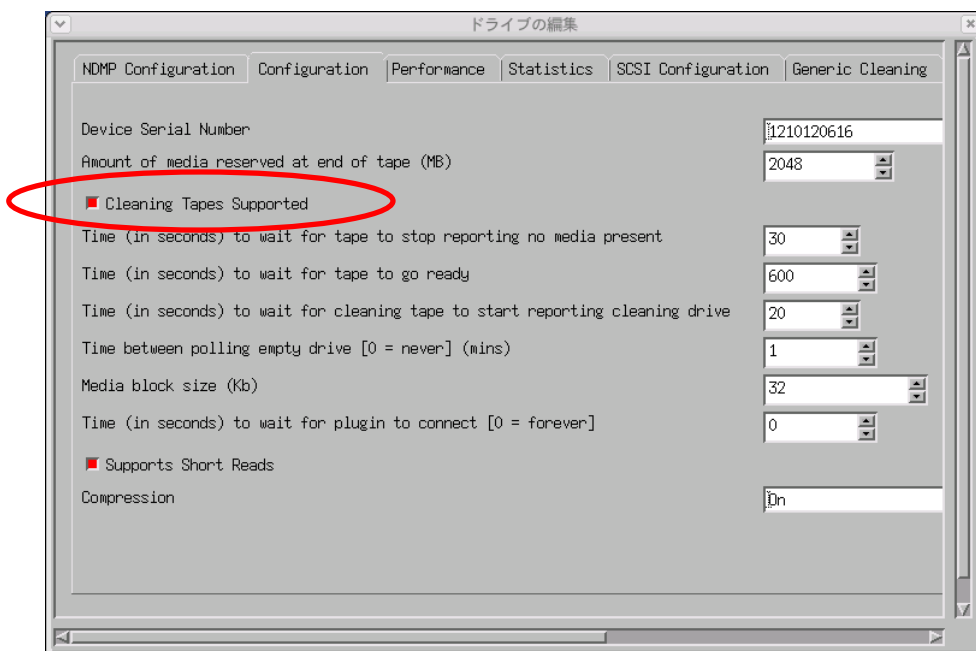 ドライブの編集
NDMP Configuration Configuration Performance Statistics SCSI Configuration Generic Cleaning
Device Serial Number 1210120616
Amount of media reserved at end of tape (MB) 2048
Cleaning Tapes Supported
Time (in seconds) to wait for tape to stop reporting no media present 30
Time (in seconds) to wait for tape to go ready 600
Time (in seconds) to wait for cleaning tape to start reporting cleaning drive 20
Time between polling empty drive [0 = never] (mins) 1
Media block size (Kb) 32
Time (in seconds) to wait for plugin to connect [0 = forever] 0
Supports Short Reads
Compression On